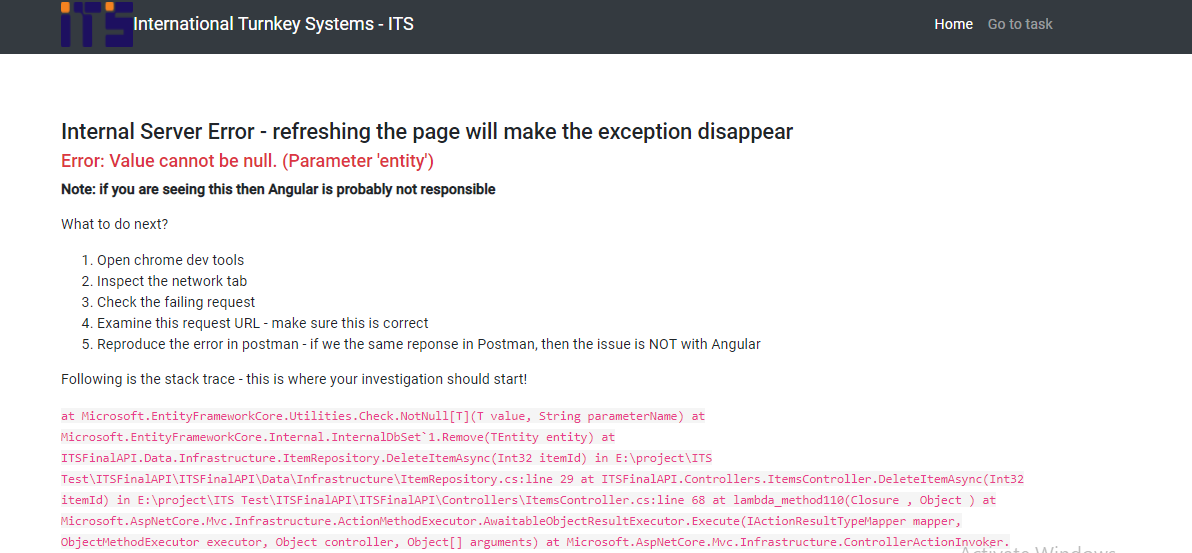 ITS International Turnkey Systems - ITS Home Go to task
Internal Server Error - refreshing the page will make the exception disappear
Error: Value cannot be null. (Parameter 'entity')
Note: if you are seeing this then Angular is probably not responsible
What to do next?
1. Open chrome dev tools
2. Inspect the network tab
3. Check the failing request
4. Examine this request URL - make sure this is correct
5. Reproduce the error in postman - if we the same reponse in Postman, then the issue is NOT with Angular
Following is the stack trace - this is where your investigation should start!
at Microsoft.EntityFrameworkCore.Utilities.Check.NotNull[T](T value, String parameterName) at
Microsoft.EntityFrameworkCore.Internal.InternalDbSet`1.Remove(TEntity entity) at
ITSFinalAPI.Data.Infrastructure.ItemRepository.DeleteItemAsync(Int32 itemId) in E:\project\ITS
Test\ITSFinalAPI\ITSFinalAPI\Data\Infrastructure\ItemRepository.cs:line 29 at ITSFinalAPI.Controllers.ItemsController.DeleteItemAsync(Int32
itemId) in E:\project\ITS Test\ITSFinalAPI\ITSFinalAPI\Controllers\ItemsController.cs:line 68 at lambda_method110(Closure , Object ) at
Microsoft.AspNetCore.Mvc.Infrastructure.ActionMethodExecutor.AwaitableObjectResultExecutor.Execute(IActionResultTypeMapper mapper,
ObjectMethodExecutor executor, Object controller, Object[] arguments) at Microsoft.AspNetCore.Mvc.Infrastructure.ControllerActionInvoker.
Activate Windows